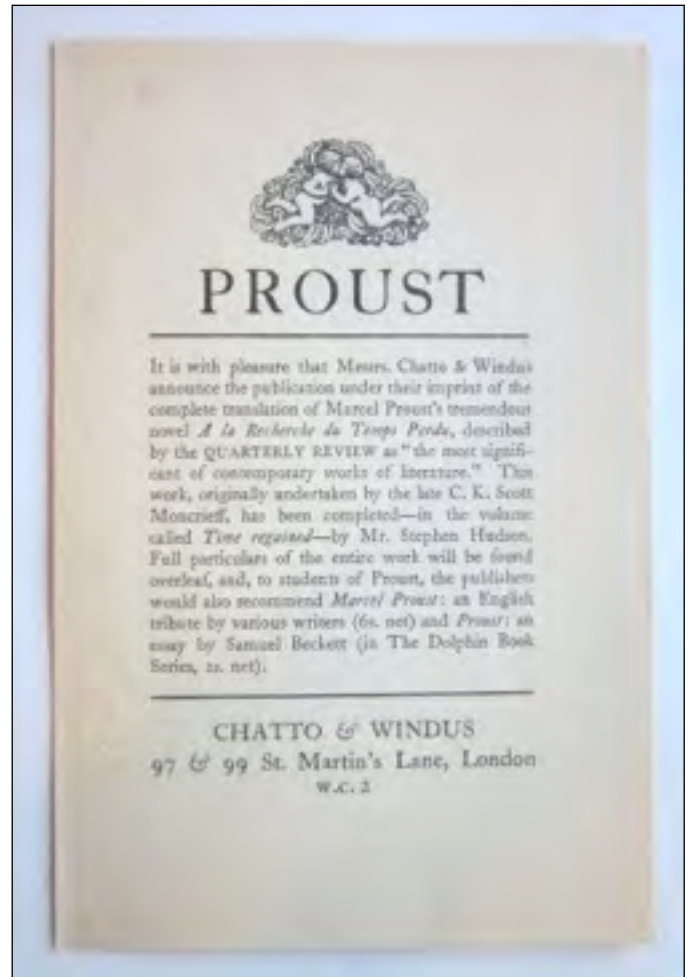 PROUST
It is with pleasure that Messrs. Chatto & Windus
announce the publication under their imprint of the
complete translation of Marcel Proust's tremendous
novel A la Recherche du Temps Perdu, described
by the QUARTERLY REVIEW as "the most signifi-
cant of contemporary works of literature." This
work, originally undertaken by the late C. K. Scott
Moncrieff, has been completed—in the volume
called Time regained—by Mr. Stephen Hudson.
Full particulars of the entire work will be found
overleaf, and, to students of Proust, the publishers
would also recommend Marcel Proust: an English
tribute by various writers (6s. net) and Proust: an
essay by Samuel Beckett (in The Dolphin Book
Series, 2s. net).
CHATTO & WINDUS
97 & 99 St. Martin's Lane, London
W.C. 2